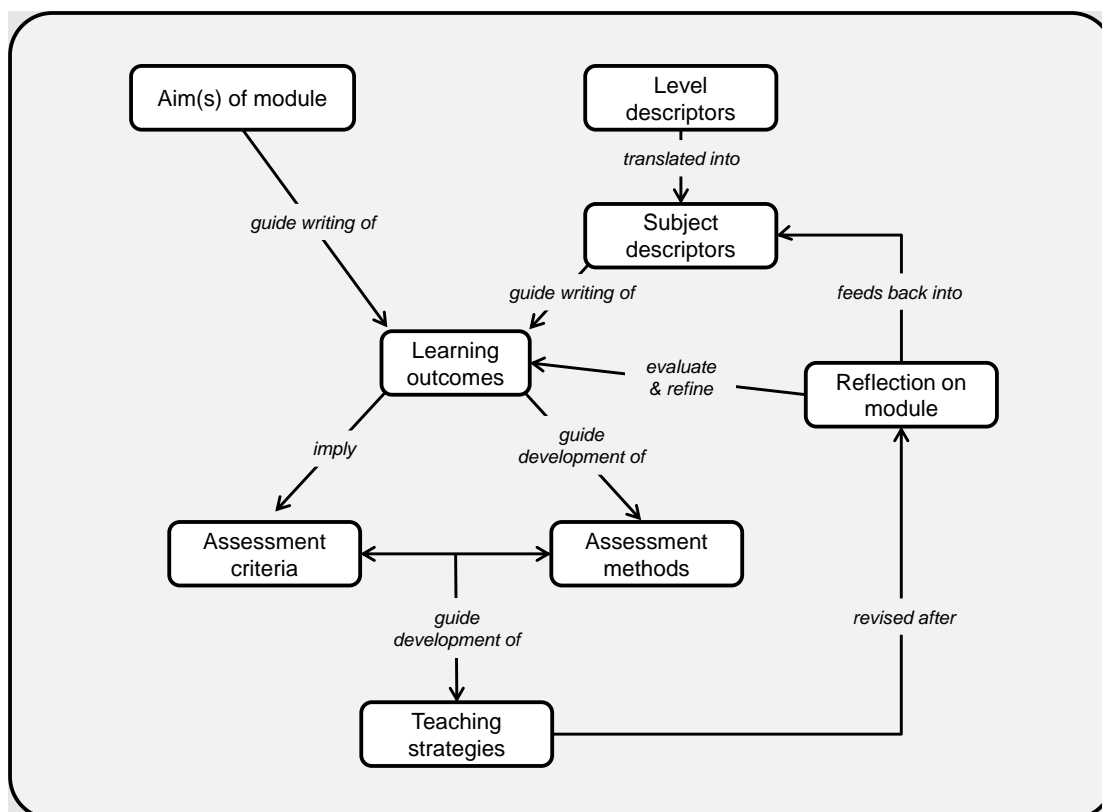 Aim(s) of module
Level
descriptors
translated into
guide writing of
Subject
descriptors
guide writing of
feeds back into
Learning
outcomes
evaluate
& refine
Reflection on
module
imply
guide
development of
Assessment
criteria
Assessment
methods
guide
development of
revised after
Teaching
strategies